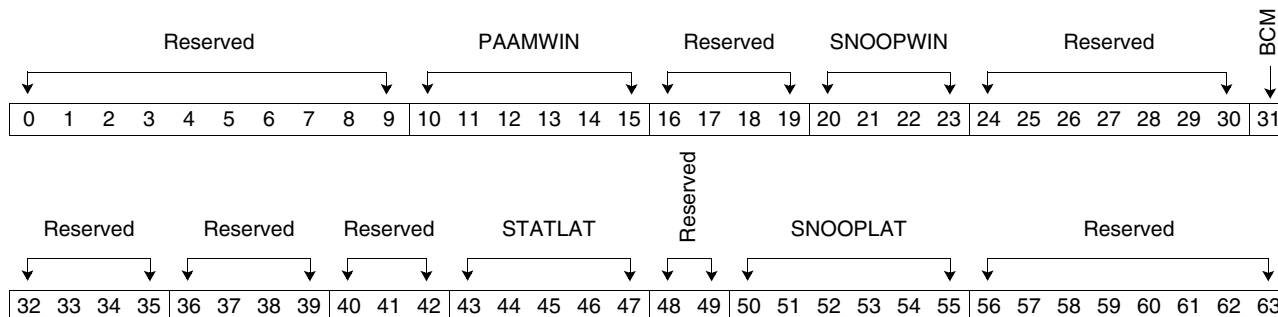 Reserved PAAMWIN Reserved SNOOPWIN Reserved BCM
0 1 2 3 4 5 6 7 8 9 10 11 12 13 14 15 16 17 18 19 20 21 22 23 24 25 26 27 28 29 30 31
Reserved Reserved Reserved STATLAT Reserved SNOOPLAT Reserved
32 33 34 35 36 37 38 39 40 41 42 43 44 45 46 47 48 49 50 51 52 53 54 55 56 57 58 59 60 61 62 63